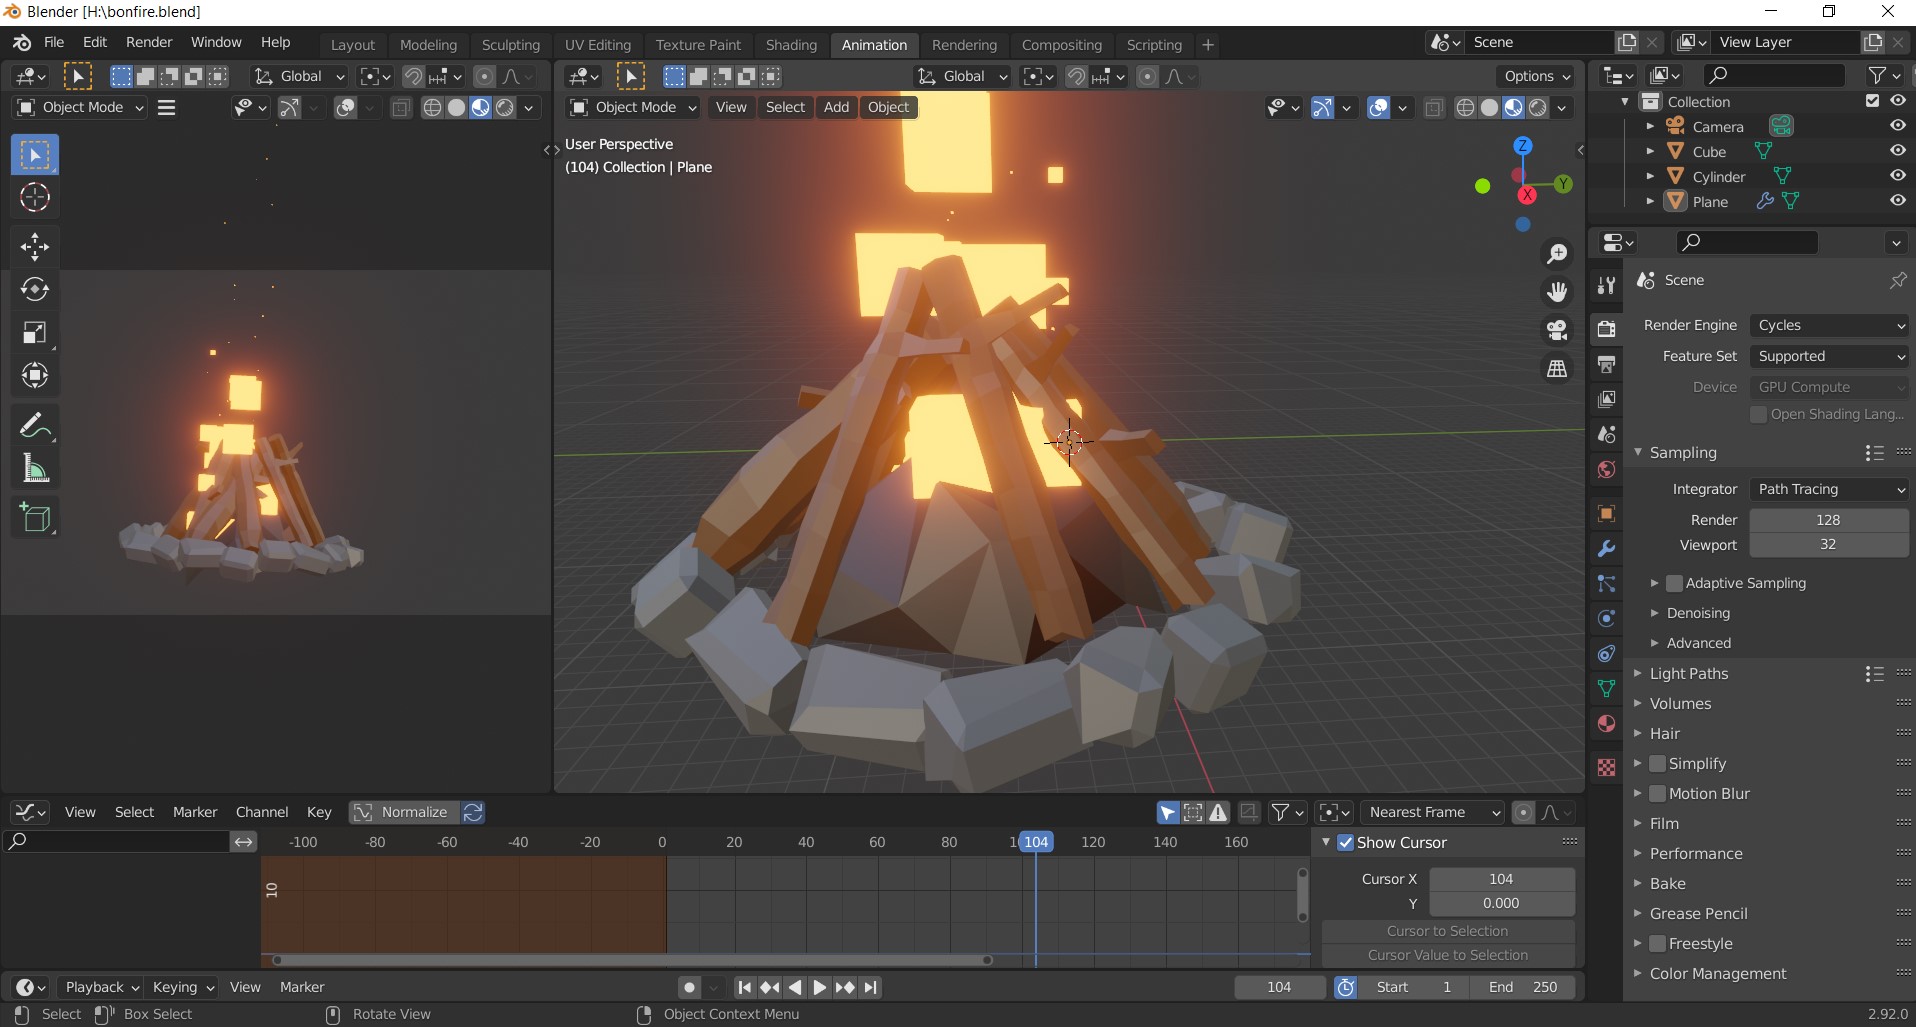 Blender [H:\bonfire.blend]
File Edit Render Window Help Layout Modeling Sculpting UV Editing Texture Paint Shading Animation Rendering Compositing Scripting + Scene View Layer
Global Global Options
Object Mode Object Mode View Select Add Object
Collection
Camera
Cube
Cylinder
Plane
User Perspective
(104) Collection | Plane
Z
Y
X
Scene
Render Engine Cycles
Feature Set Supported
Device GPU Compute
Open Shading Lang...
Sampling
Integrator Path Tracing
Render 128
Viewport 32
Adaptive Sampling
Denoising
Advanced
Light Paths
Volumes
Hair
Simplify
Motion Blur
Film
Performance
Bake
Grease Pencil
Freestyle
Color Management
View Select Marker Channel Key Normalize Nearest Frame
-100 -80 -60 -40 -20 0 20 40 60 80 1 104 120 140 160
10
Show Cursor
Cursor X 104
Y 0.000
Cursor to Selection
Cursor Value to Selection
Playback Keying View Marker 104 Start 1 End 250
Select Box Select Rotate View Object Context Menu 2.92.0